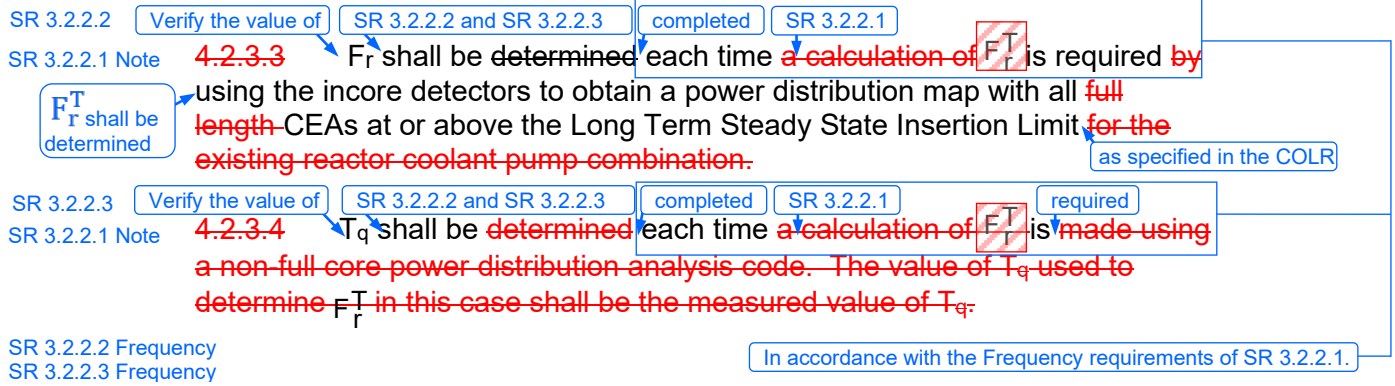 SR 3.2.2.2 Verify the value of SR 3.2.2.2 and SR 3.2.2.3 completed SR 3.2.2.1
SR 3.2.2.1 Note 4.2.3.3 Fr shall be determined each time a calculation of F T r is required by
F T r shall be determined
using the incore detectors to obtain a power distribution map with all full
length CEAs at or above the Long Term Steady State Insertion Limit for the
existing reactor coolant pump combination.
as specified in the COLR
SR 3.2.2.3 Verify the value of SR 3.2.2.2 and SR 3.2.2.3 completed SR 3.2.2.1 required
SR 3.2.2.1 Note 4.2.3.4 Tq shall be determined each time a calculation of F T r is made using
a non-full core power distribution analysis code. The value of Tq used to
determine F T r in this case shall be the measured value of Tq.
SR 3.2.2.2 Frequency
SR 3.2.2.3 Frequency
In accordance with the Frequency requirements of SR 3.2.2.1.